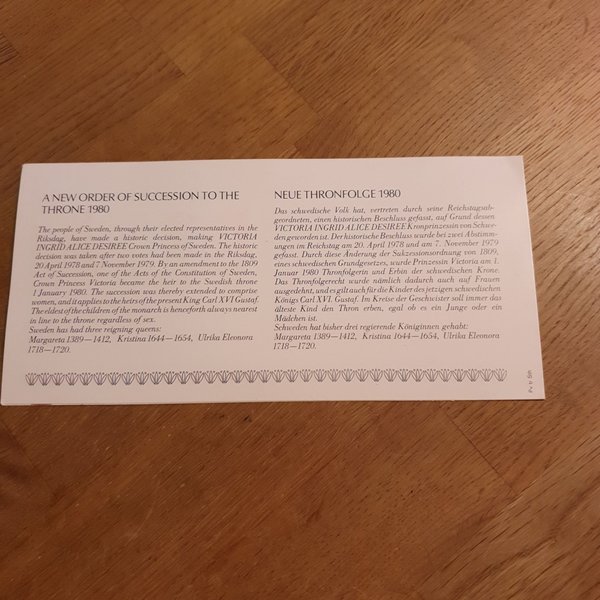 A NEW ORDER OF SUCCESSION TO THE
THRONE 1980
The people of Sweden, through their elected representatives in the
Riksdag, have made a historic decision, making VICTORIA
INGRID ALICE DESIREE Crown Princess of Sweden. The historic
decision was taken after two votes had been made in the Riksdag,
20 April 1978 and 7 November 1979. By an amendment to the 1809
Act of Succession, one of the Acts of the Constitution of Sweden,
Crown Princess Victoria became the heir to the Swedish throne
1 January 1980. The succession was thereby extended to comprise
women, and it applies to the heirs of the present King Carl XVI Gustaf.
The eldest of the children of the monarch is henceforth always nearest
in line to the throne regardless of sex.
Sweden has had three reigning queens:
Margareta 1389—1412, Kristina 1644—1654, Ulrika Eleonora
1718—1720.
NEUE THRONFOLGE 1980
Das schwedische Volk hat, vertreten durch seine Reichstagsab-
geordneten, einen historischen Beschluss gefasst, auf Grund dessen
VICTORIA INGRID ALICE DESIREE Kronprinzessin von Schwe-
den geworden ist. Der historische Beschluss wurde bei zwei Abstim-
mungen im Reichstag am 20. April 1978 und am 7. November 1979
gefasst. Durch diese Änderung der Sukzessionsordnung von 1809,
eines schwedischen Grundgesetzes, wurde Prinzessin Victoria am 1.
Januar 1980 Thronfolgerin und Erbin der schwedischen Krone.
Das Thronfolgerecht wurde nämlich dadurch auch auf Frauen
ausgedehnt, und es gilt auch für die Kinder des jetzigen schwedischen
Königs Carl XVI. Gustaf. Im Kreise der Geschwister soll immer das
älteste Kind den Thron erben, egal ob es ein Junge oder ein
Mädchen ist.
Schweden hat bisher drei regierende Königinnen gehabt:
Margareta 1389—1412, Kristina 1644—1654, Ulrika Eleonora
1718—1720.